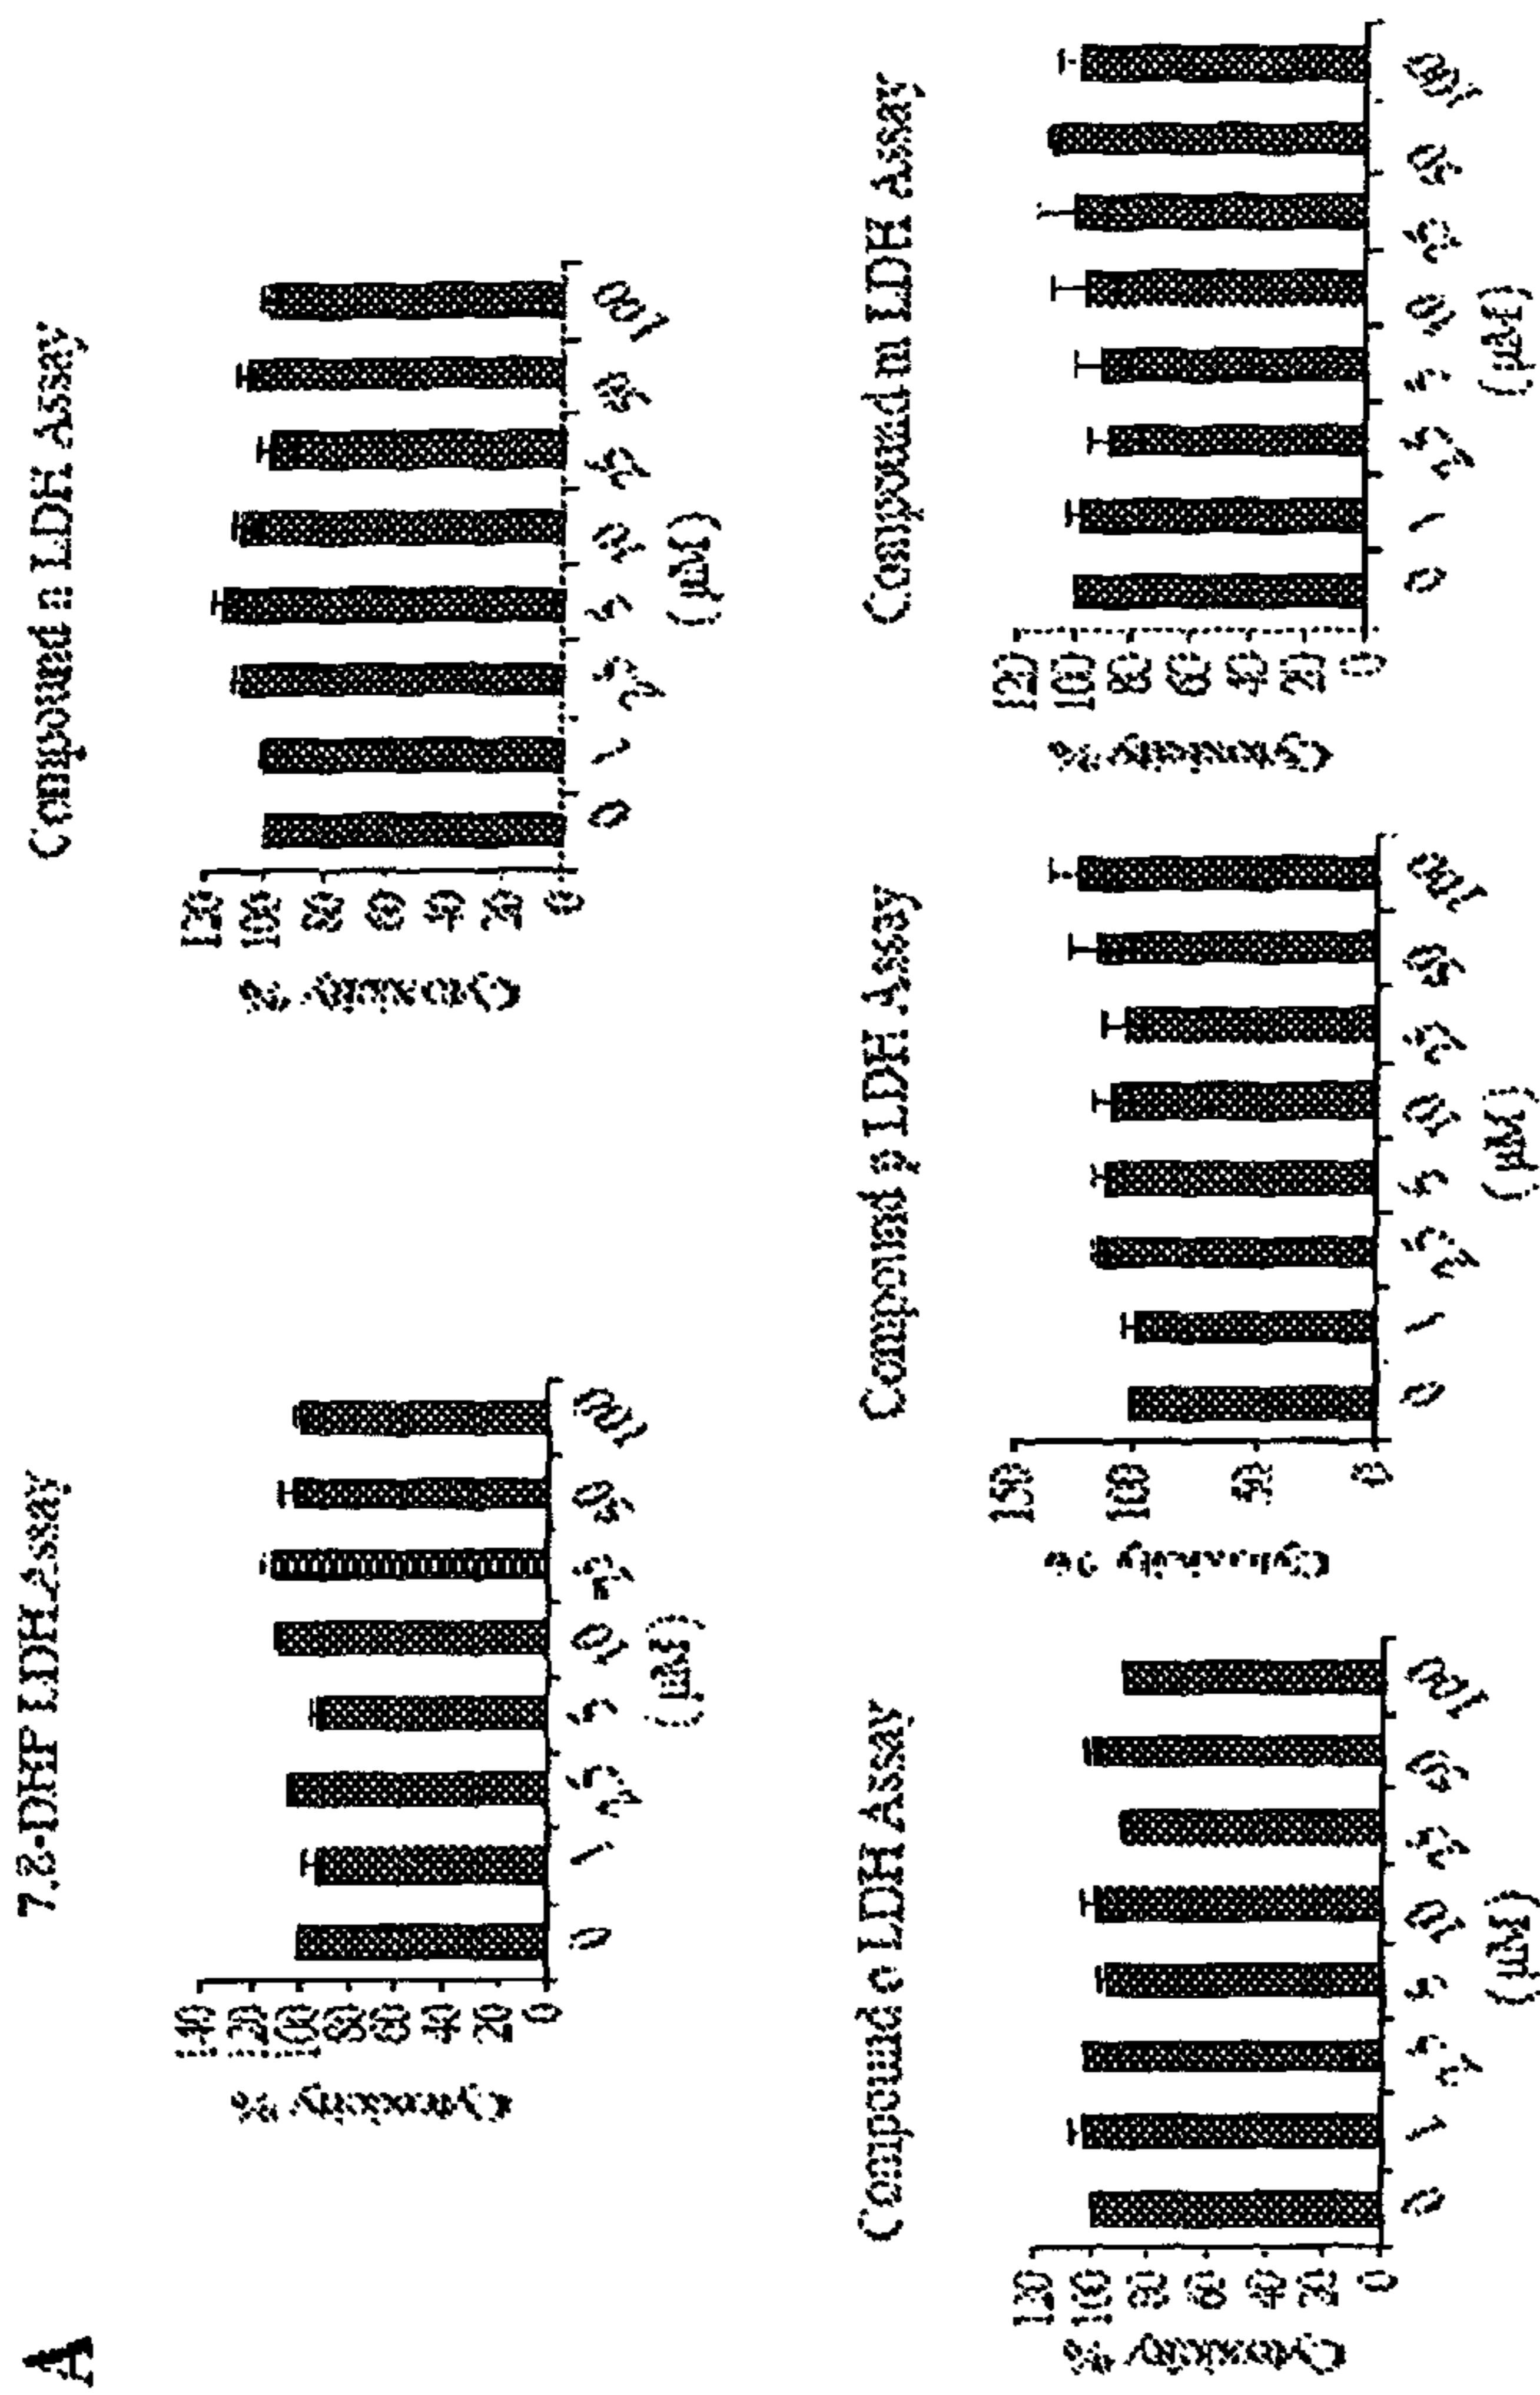 A
7,8-DHF LDH Assay
Cytotoxicity %
140
120
100
80
60
40
20
0
0 1 2.5 5 10 25 50 100
(µM)
Compound n LDH Assay
Cytotoxicity %
120
100
80
60
40
20
0
0 1 2.5 5 10 25 50 100
(µM)
Compound o LDH Assay
Cytotoxicity %
120
100
80
60
40
20
0
0 1 2.5 5 10 25 50 100
(µM)
Compound p LDH Assay
Cytotoxicity %
150
100
50
0
0 1 2.5 5 10 25 50 100
(µM)
Compound m LDH Assay
Cytotoxicity %
120
100
80
60
40
20
0
0 1 2.5 5 10 25 50 100
(µM)